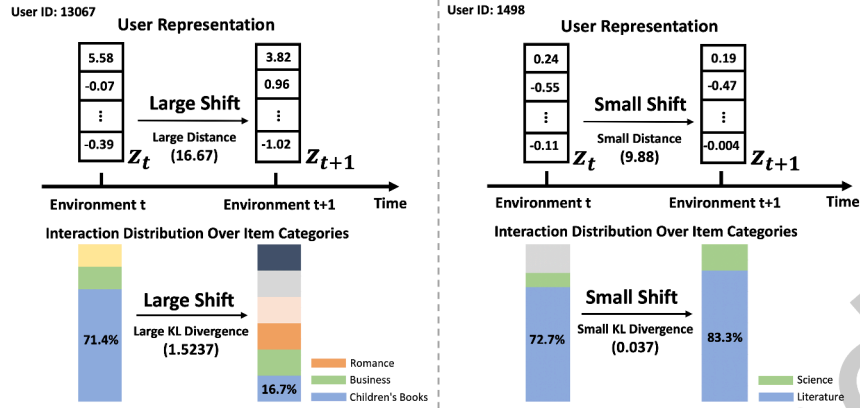 User ID: 13067
User Representation
5.58
-0.07
⋮
-0.39
Z_t
Large Shift
Large Distance
(16.67)
3.82
0.96
⋮
-1.02
Z_{t+1}
Environment t
Environment t+1
Time
Interaction Distribution Over Item Categories
71.4%
Large Shift
Large KL Divergence
(1.5237)
16.7%
Romance
Business
Children's Books
User ID: 1498
User Representation
0.24
-0.55
⋮
-0.11
Z_t
Small Shift
Small Distance
(9.88)
0.19
-0.47
⋮
-0.004
Z_{t+1}
Environment t
Environment t+1
Time
Interaction Distribution Over Item Categories
72.7%
Small Shift
Small KL Divergence
(0.037)
83.3%
Science
Literature